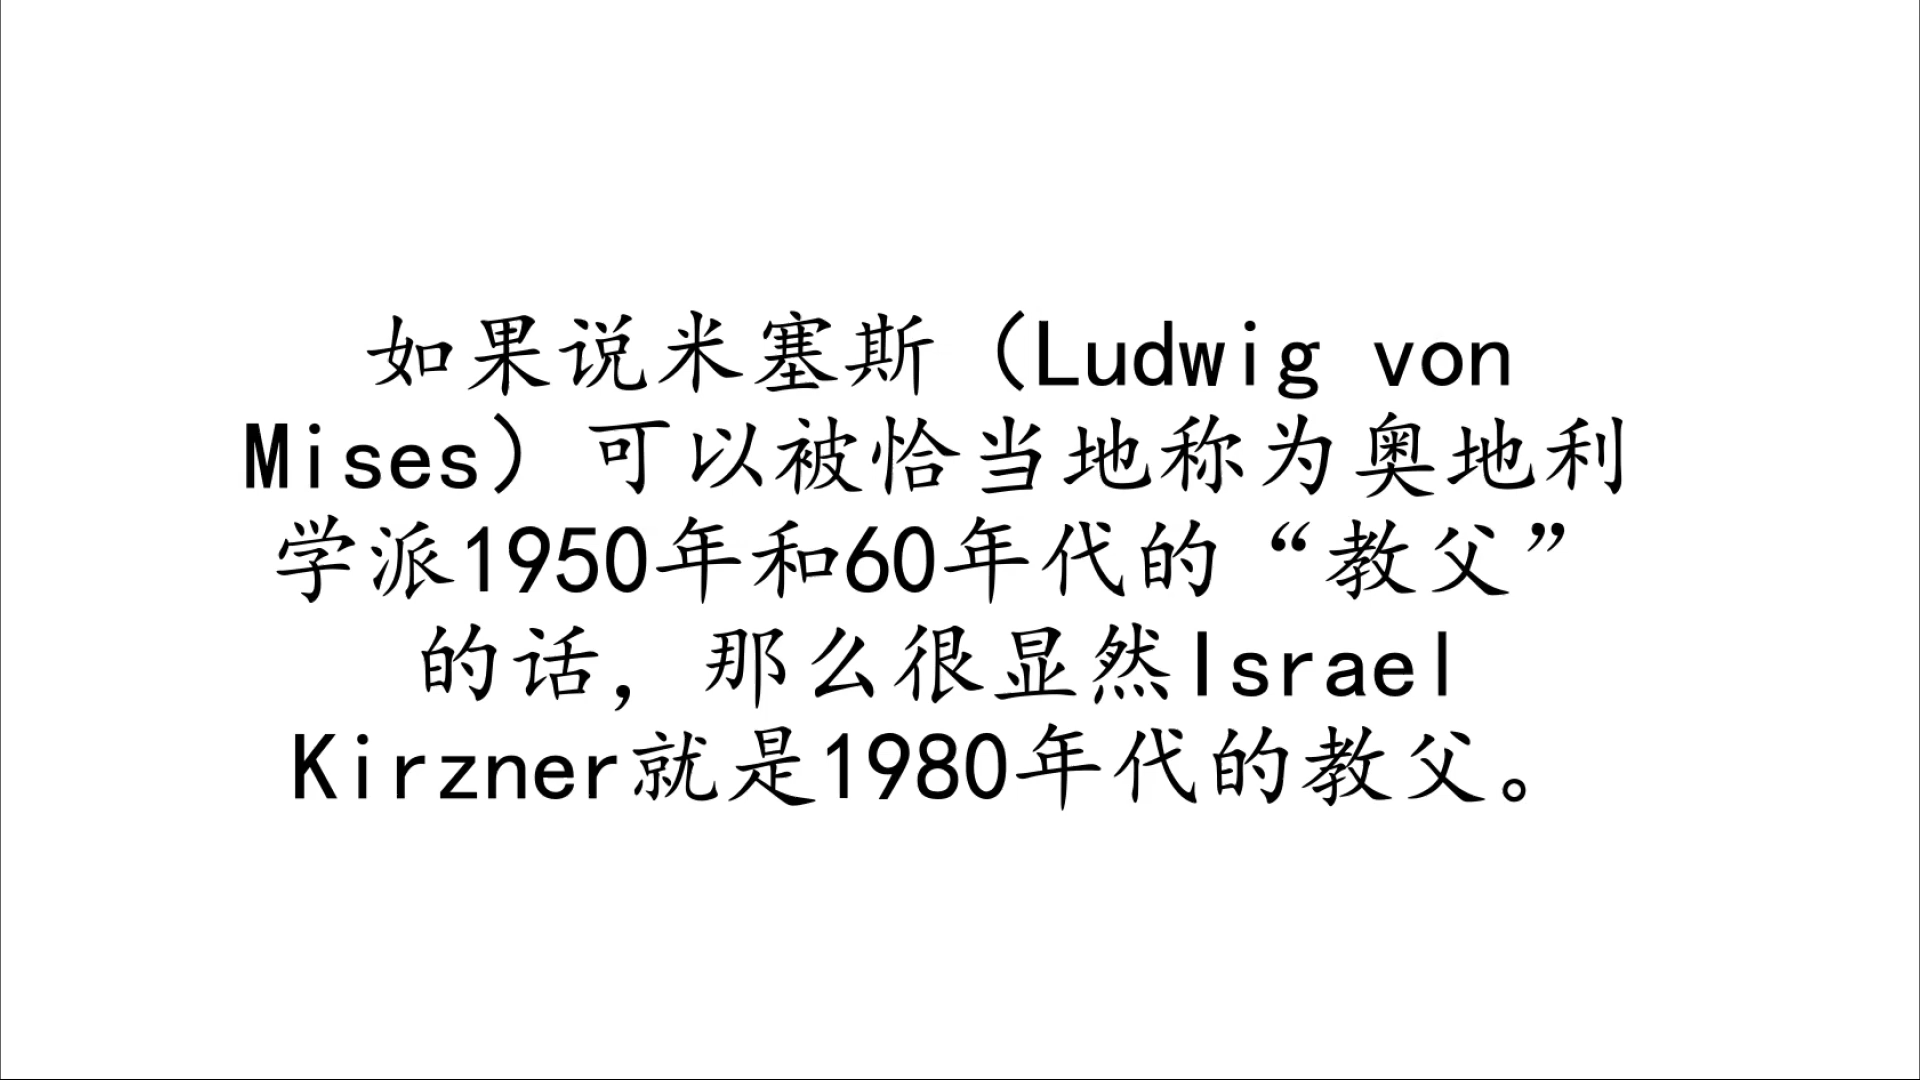 如果说米塞斯（Ludwig von
Mises）可以被恰当地称为奥地利
学派1950年和60年代的“教父”
的话，那么很显然Israel
Kirzner就是1980年代的教父。